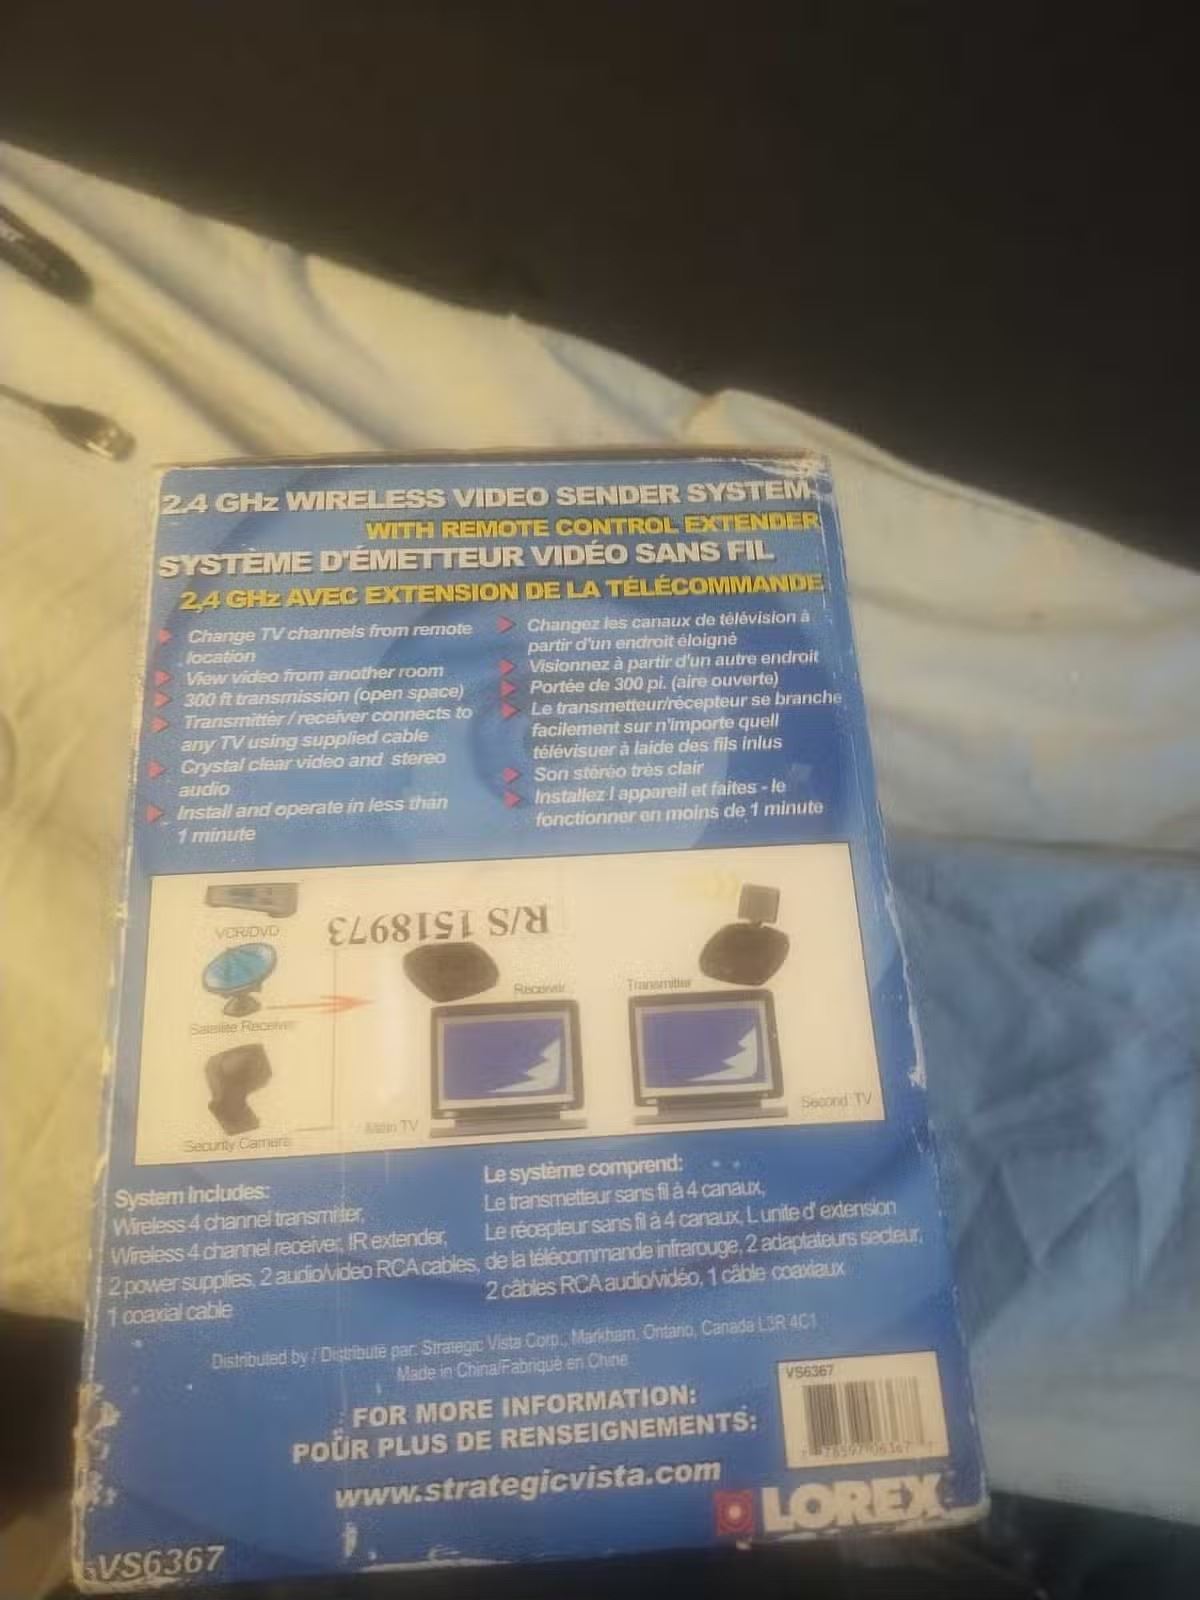 2.4 GHz WIRELESS VIDEO SENDER SYSTEM
WITH REMOTE CONTROL EXTENDER
SYSTÈME D'ÉMETTEUR VIDÉO SANS FIL
2,4 GHz AVEC EXTENSION DE LA TÉLÉCOMMANDE
Change TV channels from remote
location
View video from another room
300 ft transmission (open space)
Transmitter / receiver connects to
any TV using supplied cable
Crystal clear video and stereo
audio
Install and operate in less than
1 minute
Changez les canaux de télévision à
partir d'un endroit éloigné
Visionnez à partir d'un autre endroit
Portée de 300 pi. (aire ouverte)
Le transmetteur/récepteur se branche
facilement sur n'importe quell
télévisuer à laide des fils inlus
Son stéréo très clair
Installez l appareil et faites - le
fonctionner en moins de 1 minute
R/S 1518973
VCR/DVD
Satellite Receiver
Security Camera
Receiver
Main TV
Transmitter
Second TV
System Includes:
Wireless 4 channel transmitter,
Wireless 4 channel receiver, IR extender,
2 power supplies, 2 audio/video RCA cables,
1 coaxial cable
Le système comprend:
Le transmetteur sans fil à 4 canaux,
Le récepteur sans fil à 4 canaux, L unite d' extension
de la télécommande infrarouge, 2 adaptateurs secteur,
2 câbles RCA audio/vidéo, 1 câble coaxiaux
Distributed by / Distribute par: Strategic Vista Corp., Markham, Ontario, Canada L3R 4C1
Made in China/Fabriqué en Chine
FOR MORE INFORMATION:
POUR PLUS DE RENSEIGNEMENTS:
www.strategicvista.com
VS6367
LOREX
VS6367